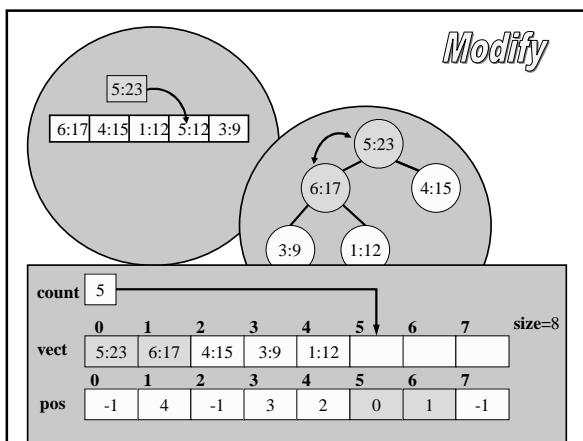 Modify
5:23
6:17 4:15 1:12 5:12 3:9
5:23
6:17 4:15
3:9 1:12
count 5
0 1 2 3 4 5 6 7 size=8
vect 5:23 6:17 4:15 3:9 1:12
0 1 2 3 4 5 6 7
pos -1 4 -1 3 2 0 1 -1